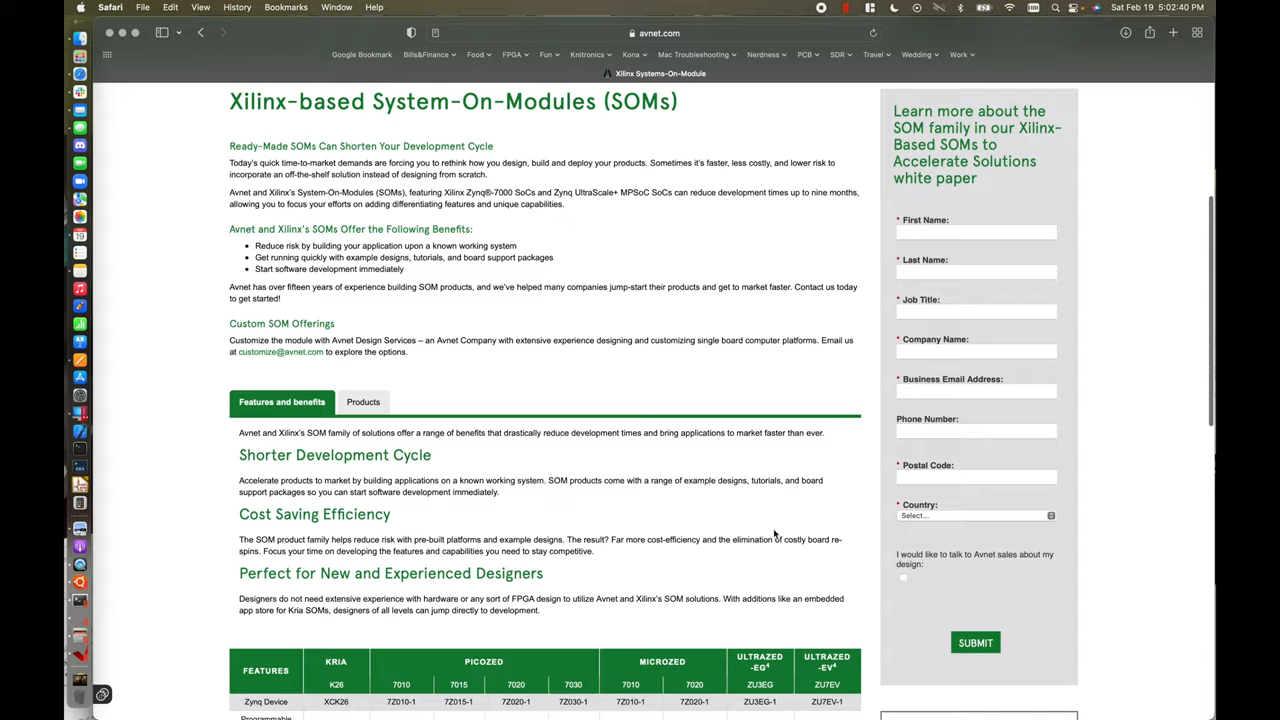 Safari File Edit View History Bookmarks Window Help Sat Feb 19 5:02:40 PM
avnet.com
Google Bookmark Bills&Finance Food FPGA Fun Knitronics Kona Mac Troubleshooting Nerdness PCB SDR Travel Wedding Work
Xilinx Systems-On-Module
Xilinx-based System-On-Modules (SOMs)
Ready-Made SOMs Can Shorten Your Development Cycle
Today's quick time-to-market demands are forcing you to rethink how you design, build and deploy your products. Sometimes it's faster, less costly, and lower risk to
incorporate an off-the-shelf solution instead of designing from scratch.
Avnet and Xilinx's System-On-Modules (SOMs), featuring Xilinx Zynq®-7000 SoCs and Zynq UltraScale+ MPSoC SoCs can reduce development times up to nine months,
allowing you to focus your efforts on adding differentiating features and unique capabilities.
Avnet and Xilinx's SOMs Offer the Following Benefits:
• Reduce risk by building your application upon a known working system
• Get running quickly with example designs, tutorials, and board support packages
• Start software development immediately
Avnet has over fifteen years of experience building SOM products, and we've helped many companies jump-start their products and get to market faster. Contact us today
to get started!
Custom SOM Offerings
Customize the module with Avnet Design Services – an Avnet Company with extensive experience designing and customizing single board computer platforms. Email us
at customize@avnet.com to explore the options.
Features and benefits Products
Avnet and Xilinx's SOM family of solutions offer a range of benefits that drastically reduce development times and bring applications to market faster than ever.
Shorter Development Cycle
Accelerate products to market by building applications on a known working system. SOM products come with a range of example designs, tutorials, and board
support packages so you can start software development immediately.
Cost Saving Efficiency
The SOM product family helps reduce risk with pre-built platforms and example designs. The result? Far more cost-efficiency and the elimination of costly board re-
spins. Focus your time on developing the features and capabilities you need to stay competitive.
Perfect for New and Experienced Designers
Designers do not need extensive experience with hardware or any sort of FPGA design to utilize Avnet and Xilinx's SOM solutions. With additions like an embedded
app store for Kria SOMs, designers of all levels can jump directly to development.
FEATURES KRIA PICOZED MICROZED ULTRAZED -EG4 ULTRAZED -EV4
K26 7010 7015 7020 7030 7010 7020 ZU3EG ZU7EV
Zynq Device XCK26 7Z010-1 7Z015-1 7Z020-1 7Z030-1 7Z010-1 7Z020-1 ZU3EG-1 ZU7EV-1
Programmable
Learn more about the
SOM family in our Xilinx-
Based SOMs to
Accelerate Solutions
white paper
* First Name:
* Last Name:
* Job Title:
* Company Name:
* Business Email Address:
Phone Number:
* Postal Code:
* Country:
Select...
I would like to talk to Avnet sales about my
design:
SUBMIT